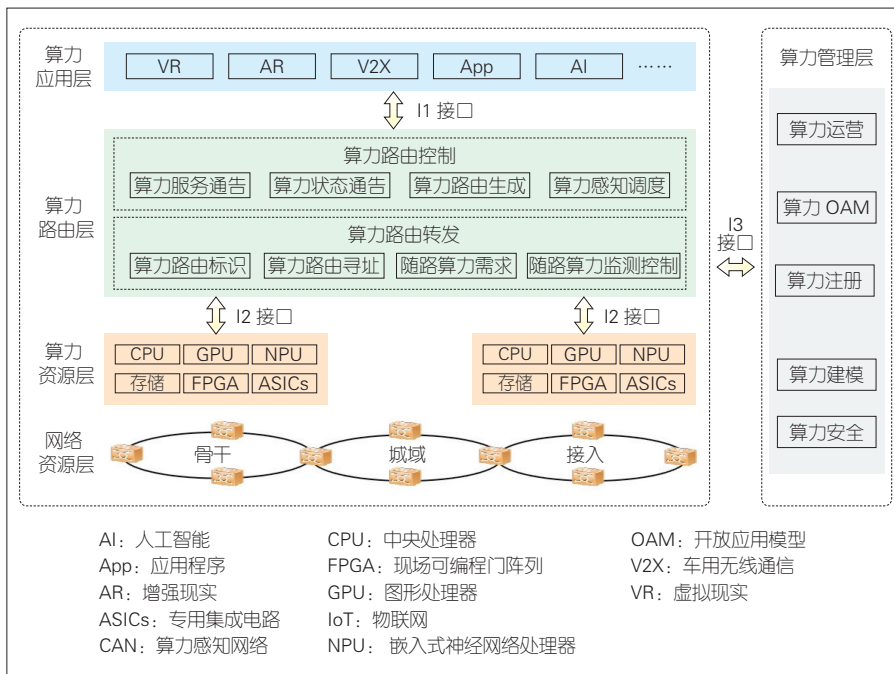 算力
应用层
VR
AR
V2X
App
AI
……
I1 接口
算力
路由层
算力路由控制
算力服务通告
算力状态通告
算力路由生成
算力感知调度
算力路由转发
算力路由标识
算力路由寻址
随路算力需求
随路算力监测控制
I2 接口
I2 接口
算力
资源层
CPU
GPU
NPU
存储
FPGA
ASICs
CPU
GPU
NPU
存储
FPGA
ASICs
网络
资源层
骨干
城域
接入
I3
接口
算力管理层
算力运营
算力 OAM
算力注册
算力建模
算力安全
AI：人工智能
App：应用程序
AR：增强现实
ASICs：专用集成电路
CAN：算力感知网络
CPU：中央处理器
FPGA：现场可编程门阵列
GPU：图形处理器
IoT：物联网
NPU：嵌入式神经网络处理器
OAM：开放应用模型
V2X：车用无线通信
VR：虚拟现实